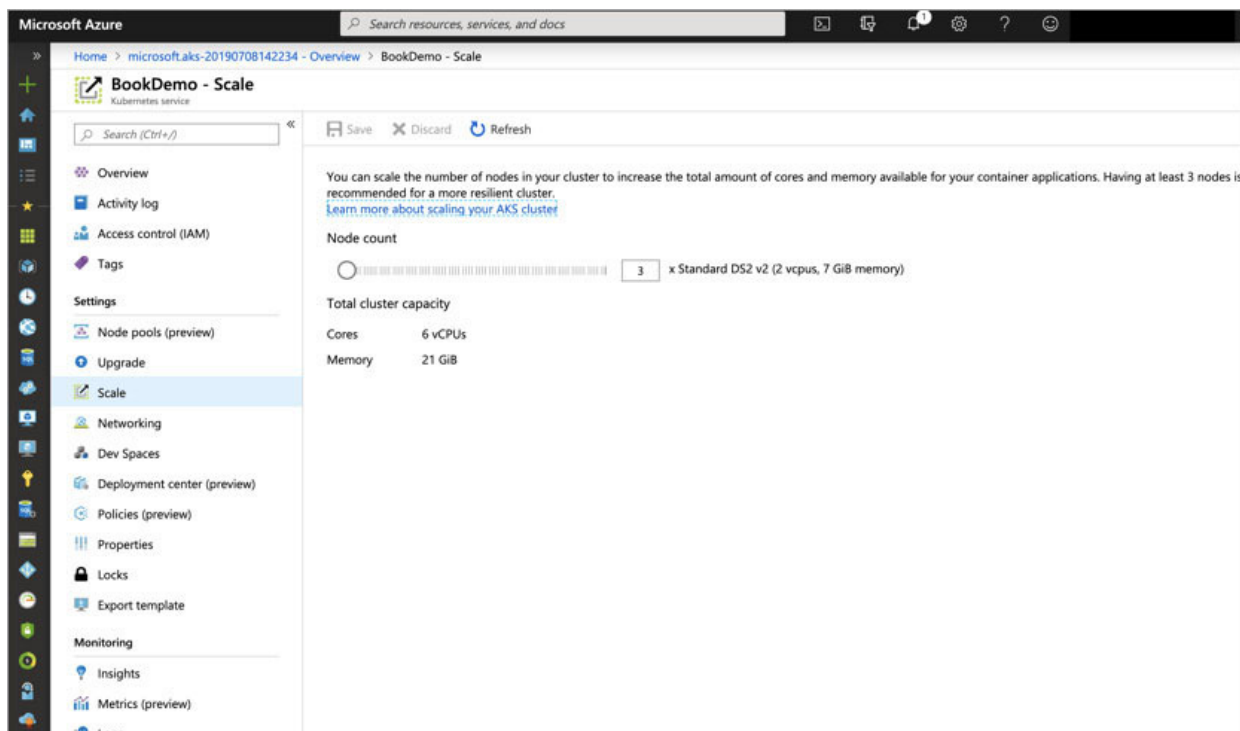 Microsoft Azure
Search resources, services, and docs
1
?
»
Home > microsoft.aks-20190708142234 - Overview > BookDemo - Scale
BookDemo - Scale
Kubernetes service
Search (Ctrl+/)
«
Save
Discard
Refresh
Overview
Activity log
Access control (IAM)
Tags
Settings
Node pools (preview)
Upgrade
Scale
Networking
Dev Spaces
Deployment center (preview)
Policies (preview)
Properties
Locks
Export template
Monitoring
Insights
Metrics (preview)
You can scale the number of nodes in your cluster to increase the total amount of cores and memory available for your container applications. Having at least 3 nodes is
recommended for a more resilient cluster.
Learn more about scaling your AKS cluster
Node count
3 x Standard DS2 v2 (2 vcpus, 7 GiB memory)
Total cluster capacity
Cores 6 vCPUs
Memory 21 GiB